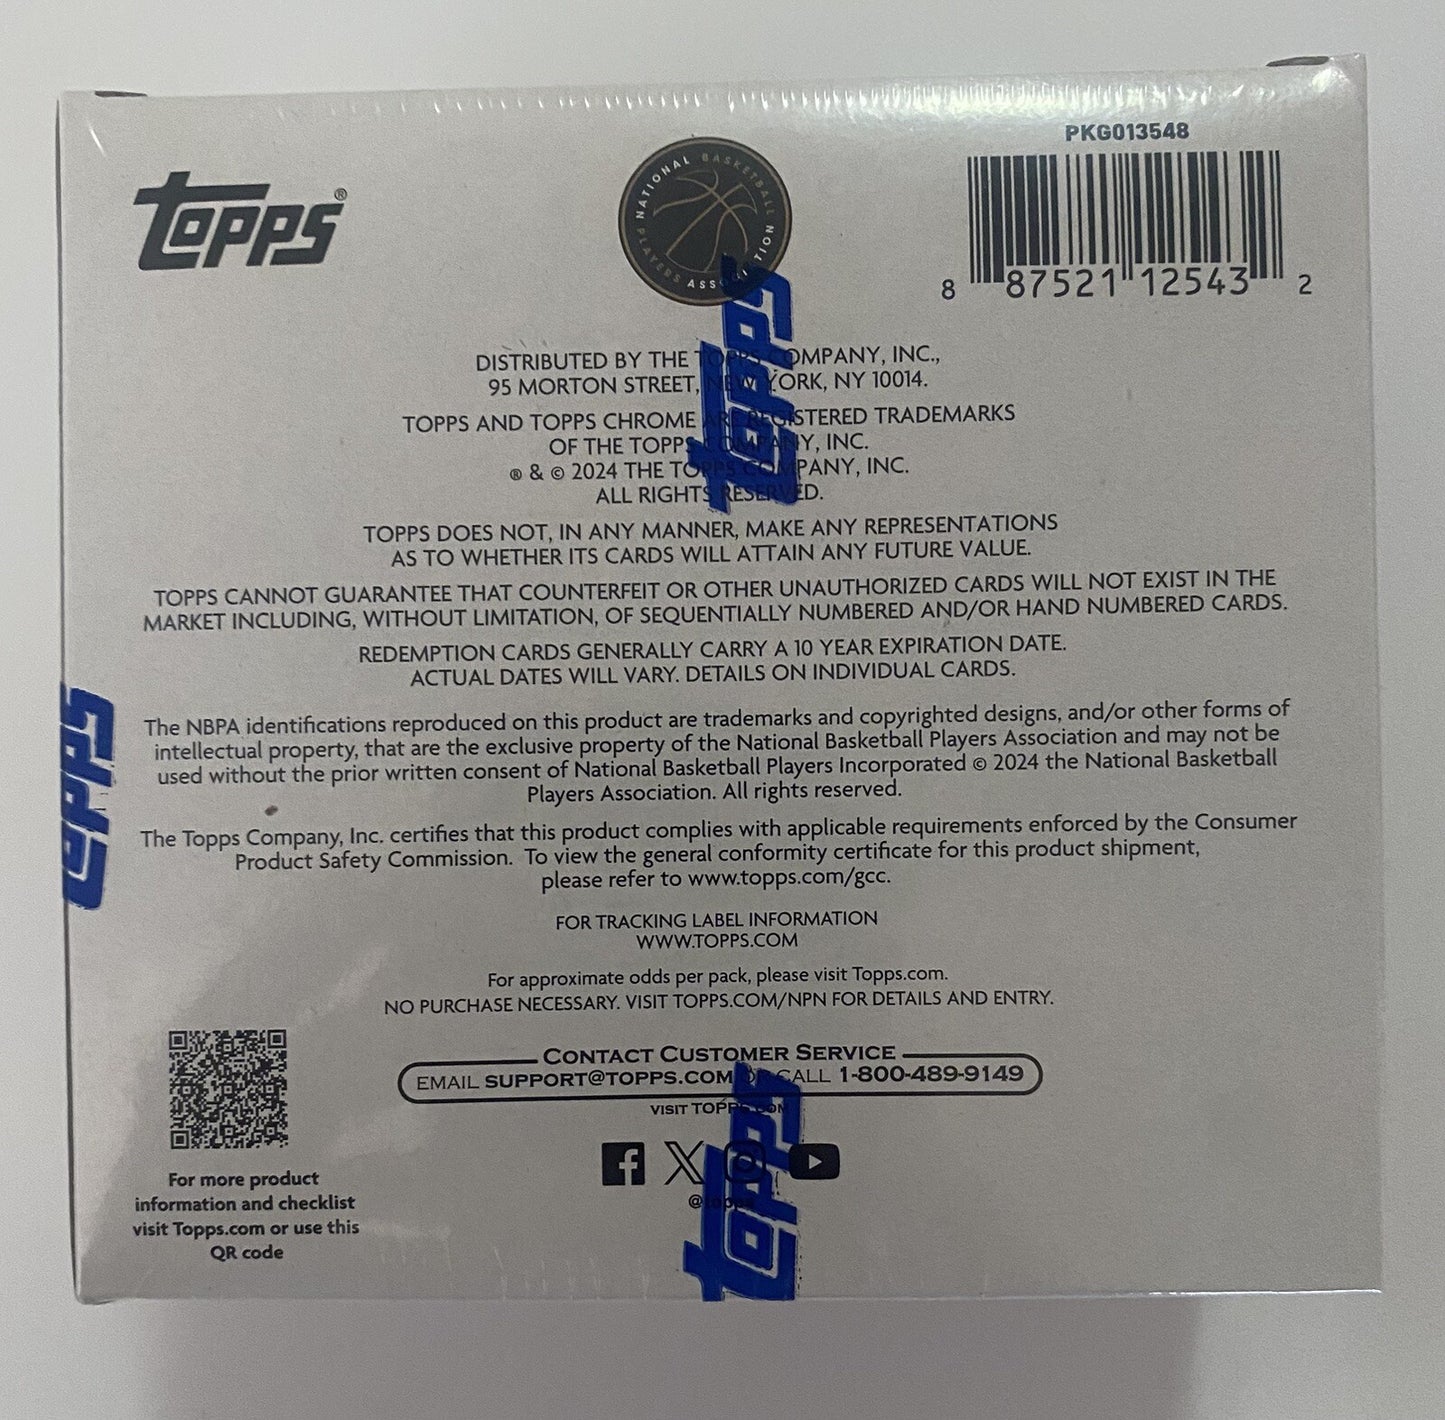 PKG013548
TOPPS®
NATIONAL BASKETBALL PLAYERS ASSOCIATION
8 87521 12543 2
DISTRIBUTED BY THE TOPPS COMPANY, INC.,
95 MORTON STREET, NEW YORK, NY 10014.
TOPPS AND TOPPS CHROME ARE REGISTERED TRADEMARKS
OF THE TOPPS COMPANY, INC.
® & © 2024 THE TOPPS COMPANY, INC.
ALL RIGHTS RESERVED.
TOPPS DOES NOT, IN ANY MANNER, MAKE ANY REPRESENTATIONS
AS TO WHETHER ITS CARDS WILL ATTAIN ANY FUTURE VALUE.
TOPPS CANNOT GUARANTEE THAT COUNTERFEIT OR OTHER UNAUTHORIZED CARDS WILL NOT EXIST IN THE
MARKET INCLUDING, WITHOUT LIMITATION, OF SEQUENTIALLY NUMBERED AND/OR HAND NUMBERED CARDS.
REDEMPTION CARDS GENERALLY CARRY A 10 YEAR EXPIRATION DATE.
ACTUAL DATES WILL VARY. DETAILS ON INDIVIDUAL CARDS.
The NBPA identifications reproduced on this product are trademarks and copyrighted designs, and/or other forms of
intellectual property, that are the exclusive property of the National Basketball Players Association and may not be
used without the prior written consent of National Basketball Players Incorporated © 2024 the National Basketball
Players Association. All rights reserved.
The Topps Company, Inc. certifies that this product complies with applicable requirements enforced by the Consumer
Product Safety Commission. To view the general conformity certificate for this product shipment,
please refer to www.topps.com/gcc.
FOR TRACKING LABEL INFORMATION
WWW.TOPPS.COM
For approximate odds per pack, please visit Topps.com.
NO PURCHASE NECESSARY. VISIT TOPPS.COM/NPN FOR DETAILS AND ENTRY.
CONTACT CUSTOMER SERVICE
EMAIL SUPPORT@TOPPS.COM OR CALL 1-800-489-9149
VISIT TOPPS.COM
@topps
For more product
information and checklist
visit Topps.com or use this
QR code
topps
topps
topps